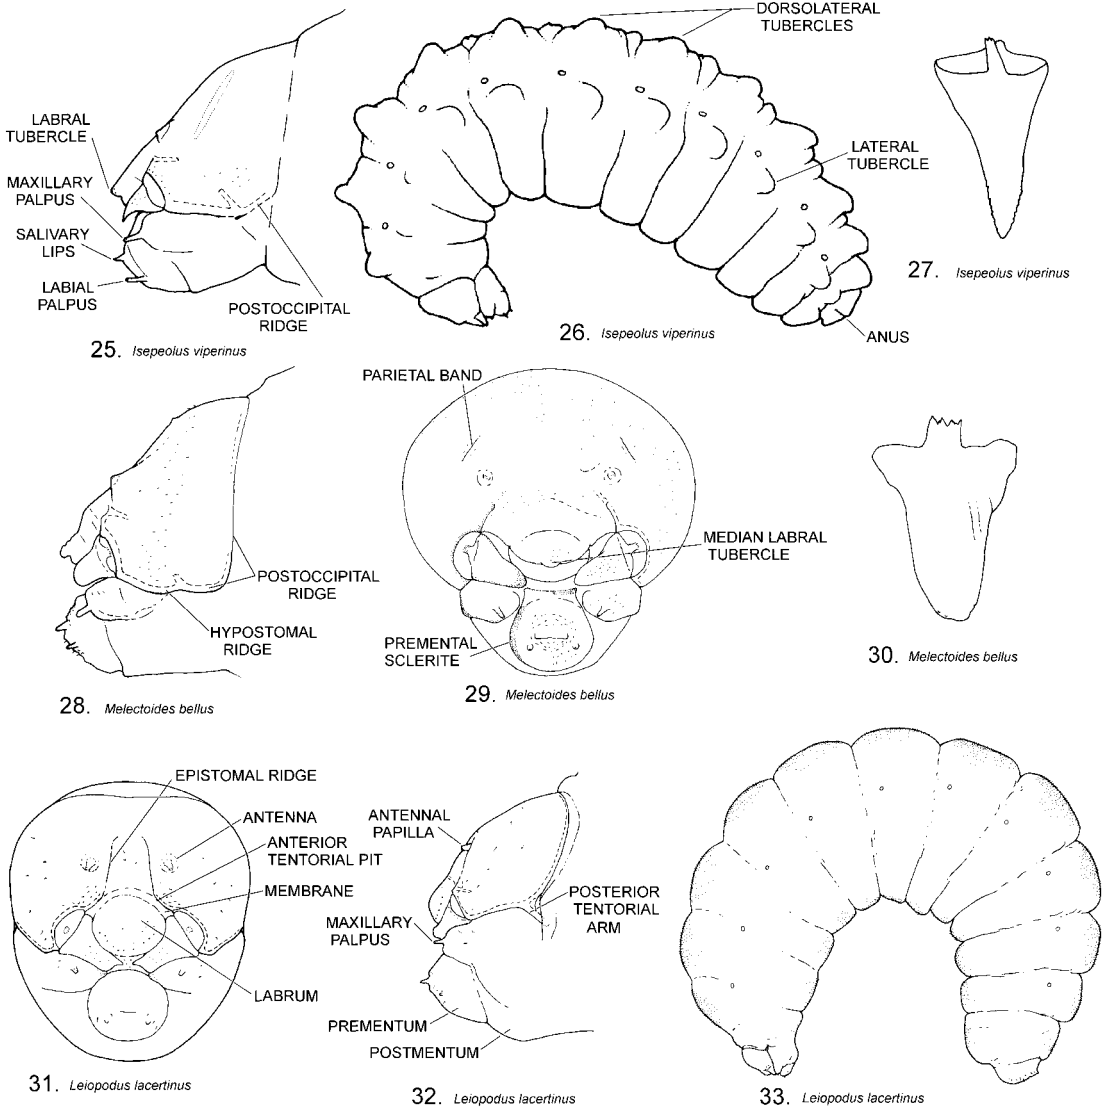 DORSOLATERAL
TUBERCLES
LABRAL
TUBERCLE
MAXILLARY
PALPUS
SALIVARY
LIPS
LABIAL
PALPUS
POSTOCCIPITAL
RIDGE
25. Isepeolus viperinus
LATERAL
TUBERCLE
ANUS
26. Isepeolus viperinus
27. Isepeolus viperinus
POSTOCCIPITAL
RIDGE
HYPOSTOMAL
RIDGE
28. Melectoides bellus
PARIETAL BAND
MEDIAN LABRAL
TUBERCLE
PREMENTAL
SCLERITE
29. Melectoides bellus
30. Melectoides bellus
EPISTOMAL RIDGE
ANTENNA
ANTERIOR
TENTORIAL PIT
MEMBRANE
LABRUM
31. Leiopodus lacertinus
ANTENNAL
PAPILLA
MAXILLARY
PALPUS
POSTERIOR
TENTORIAL
ARM
PREMENTUM
POSTMENTUM
32. Leiopodus lacertinus
33. Leiopodus lacertinus